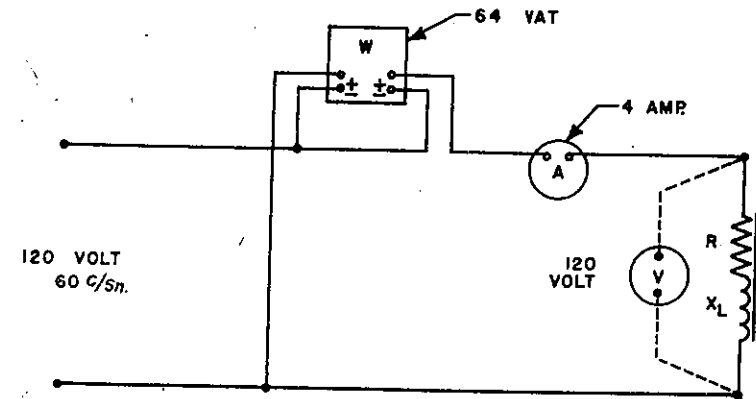 64 VAT
W
± ±
4 AMP.
A
120 VOLT
60 C/Sn.
120
VOLT
V
R
XL